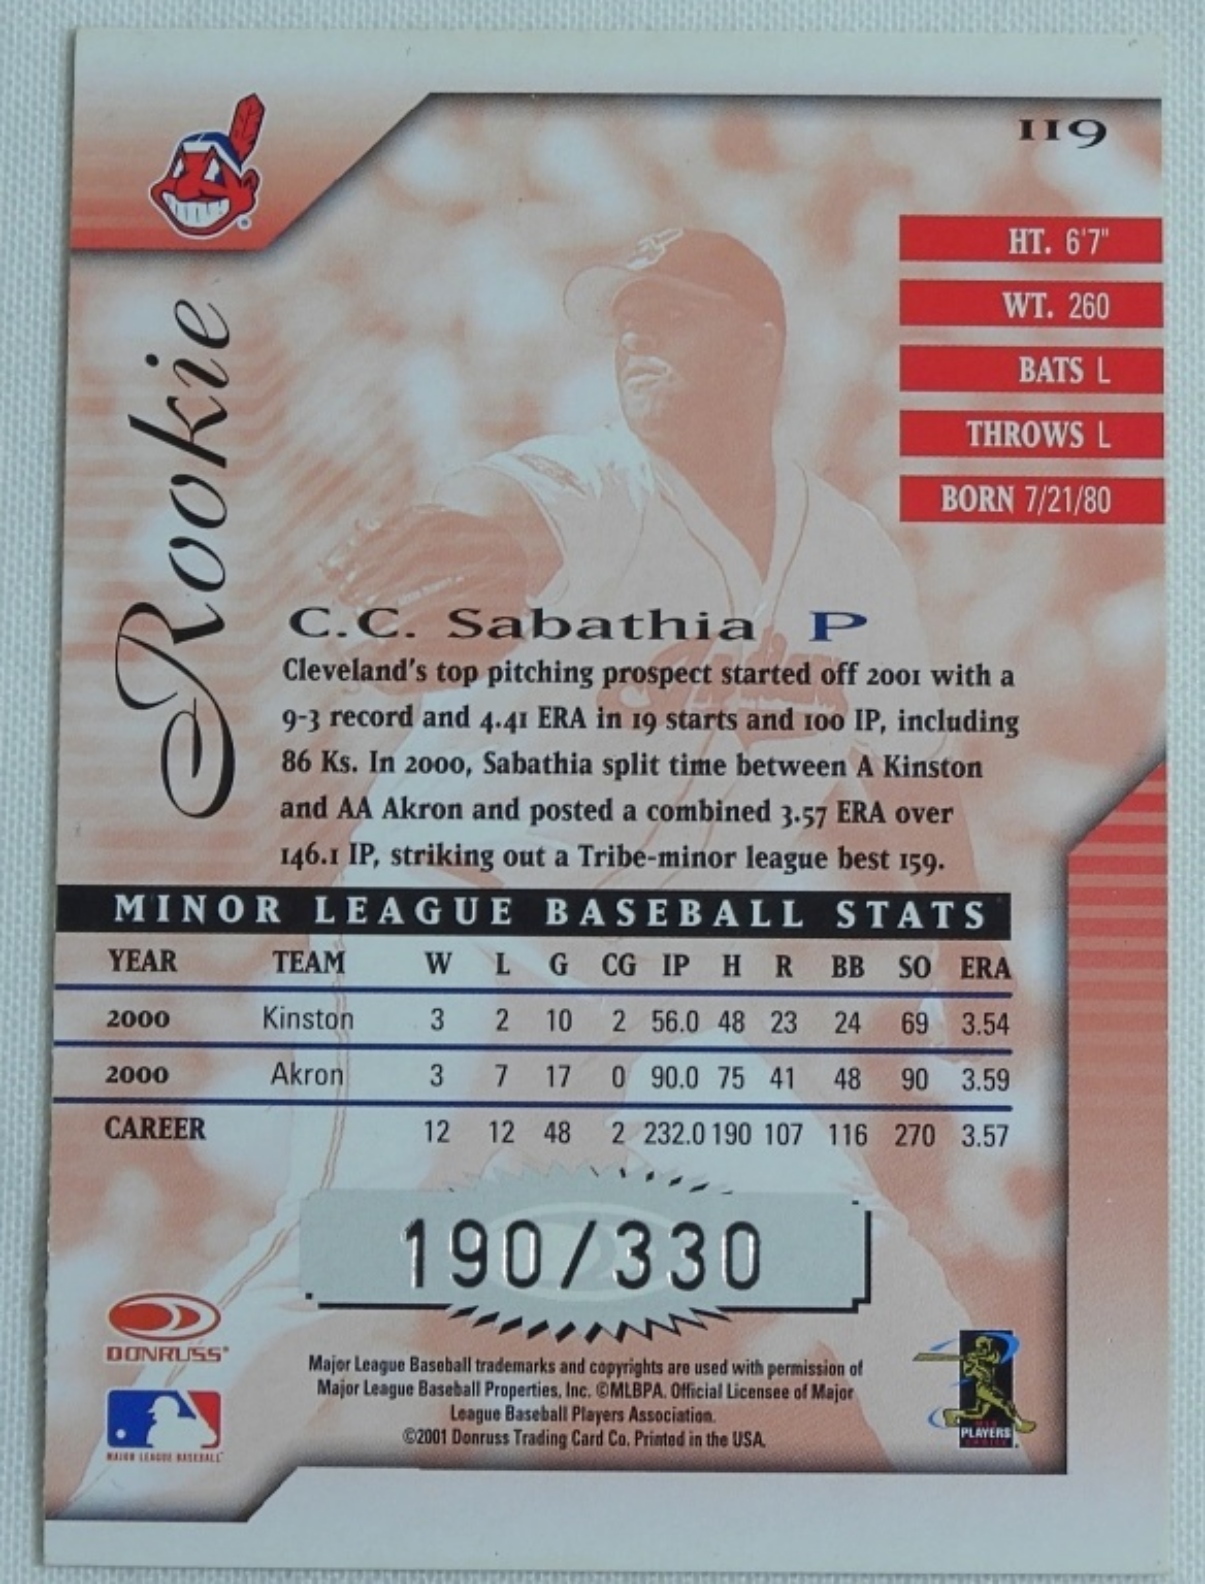 119
HT. 6'7"
WT. 260
BATS L
THROWS L
BORN 7/21/80
Rookie
C.C. Sabathia P
Cleveland's top pitching prospect started off 2001 with a
9-3 record and 4.41 ERA in 19 starts and 100 IP, including
86 Ks. In 2000, Sabathia split time between A Kinston
and AA Akron and posted a combined 3.57 ERA over
146.1 IP, striking out a Tribe-minor league best 159.
MINOR LEAGUE BASEBALL STATS
YEAR TEAM W L G CG IP H R BB SO ERA
2000 Kinston 3 2 10 2 56.0 48 23 24 69 3.54
2000 Akron 3 7 17 0 90.0 75 41 48 90 3.59
CAREER 12 12 48 2 232.0 190 107 116 270 3.57
190/330
DONRUSS®
Major League Baseball trademarks and copyrights are used with permission of
Major League Baseball Properties, Inc. ©MLBPA. Official Licensee of Major
League Baseball Players Association.
©2001 Donruss Trading Card Co. Printed in the USA.
MAJOR LEAGUE BASEBALL
PLAYERS
CHOICE